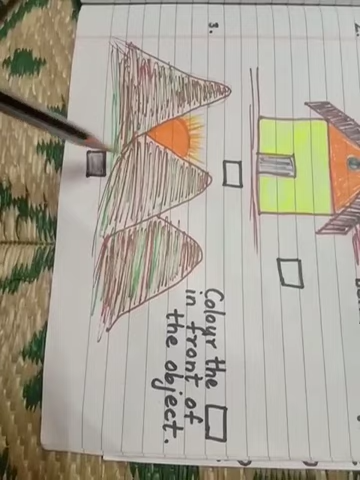 3.
Colour the
in front of
the object.